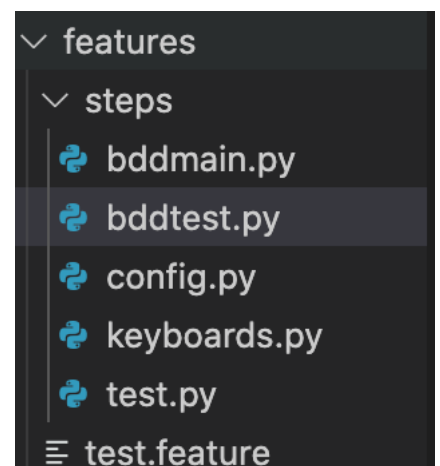 features
steps
bddmain.py
bddtest.py
config.py
keyboards.py
test.py
test.feature